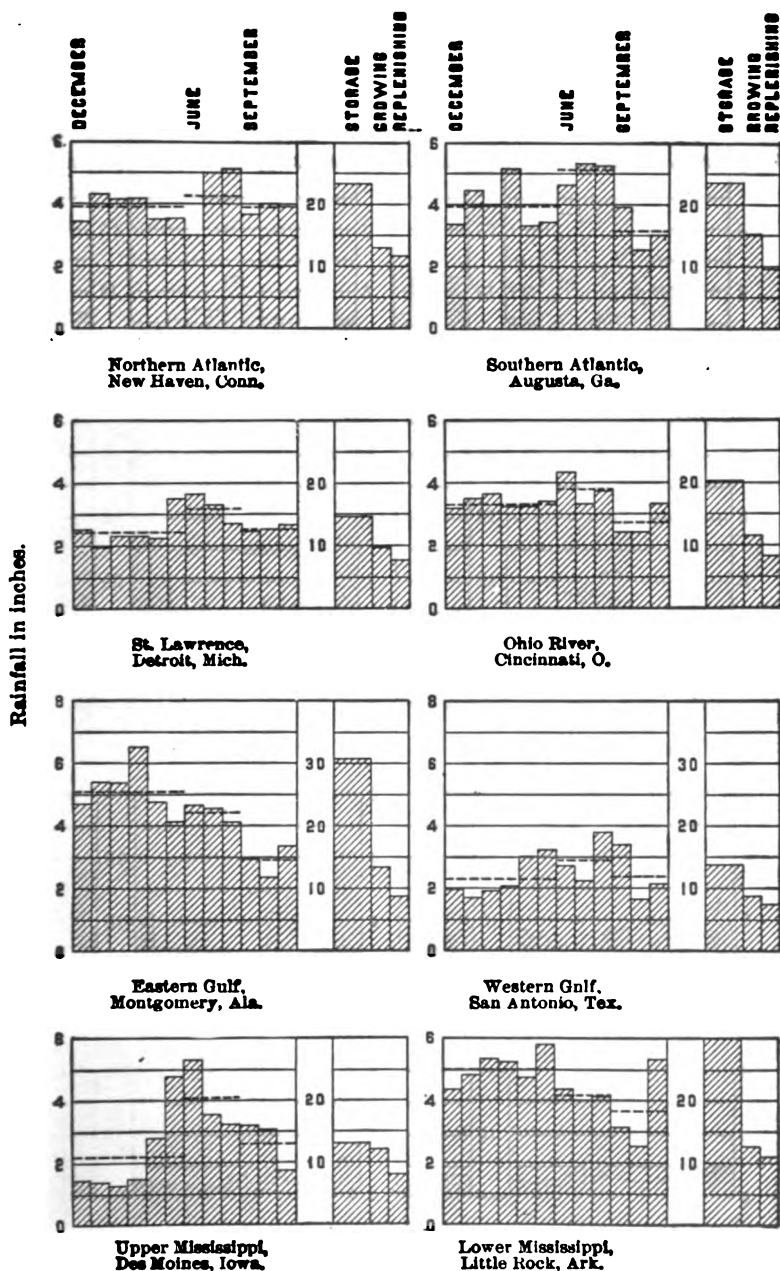 DECEMBER
JUNE
SEPTEMBER
STORAGE
GROWING
REPLENISHING
DECEMBER
JUNE
SEPTEMBER
STORAGE
GROWING
REPLENISHING
6
4
2
0
20
10
6
4
2
0
20
10
Northern Atlantic,
New Haven, Conn.
Southern Atlantic,
Augusta, Ga.
Rainfall in inches.
6
4
2
0
20
10
6
4
2
0
20
10
St. Lawrence,
Detroit, Mich.
Ohio River,
Cincinnati, O.
8
6
4
2
0
30
20
10
8
6
4
2
0
30
20
10
Eastern Gulf,
Montgomery, Ala.
Western Gulf,
San Antonio, Tex.
6
4
2
0
20
10
6
4
2
0
20
10
Upper Mississippi,
Des Moines, Iowa.
Lower Mississippi,
Little Rock, Ark.